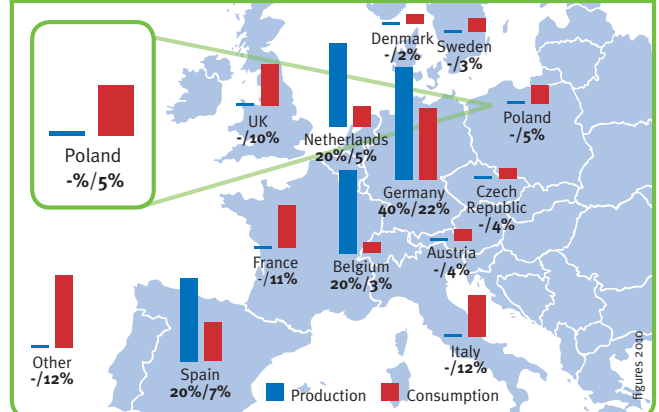 Denmark
-/2%
Sweden
-/3%
UK
-/10%
Netherlands
20%/5%
Poland
-/5%
Poland
-%/5%
Germany
40%/22%
Czech
Republic
-/4%
France
-/11%
Belgium
20%/3%
Austria
-/4%
Other
-/12%
Spain
20%/7%
Italy
-/12%
Production
Consumption
figures 2010